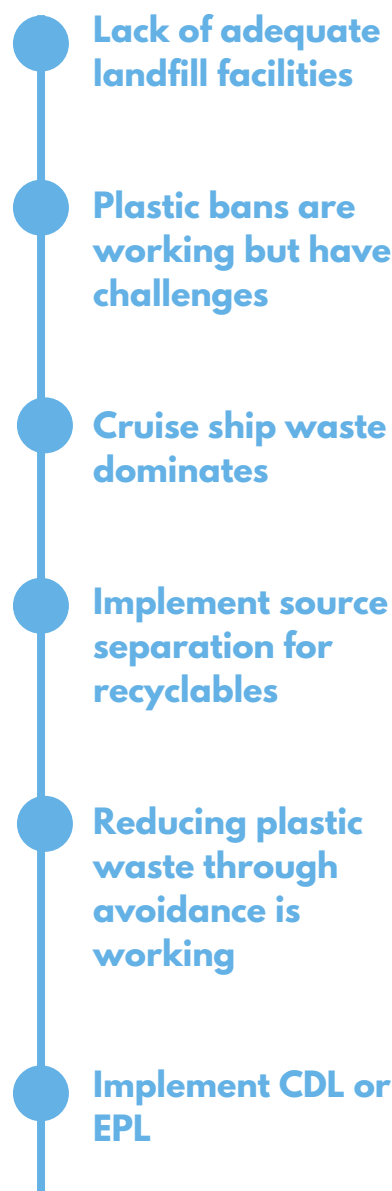 Lack of adequate
landfill facilities
Plastic bans are
working but have
challenges
Cruise ship waste
dominates
Implement source
separation for
recyclables
Reducing plastic
waste through
avoidance is
working
Implement CDL or
EPL